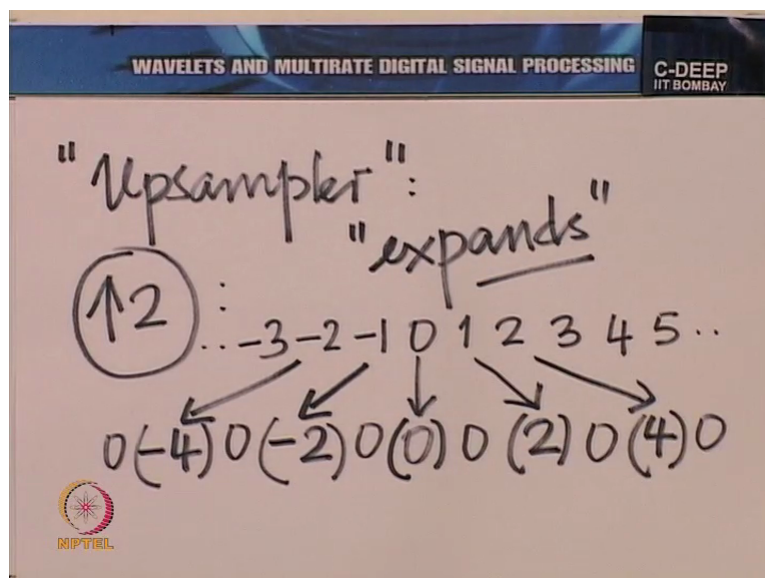 WAVELETS AND MULTIRATE DIGITAL SIGNAL PROCESSING
C-DEEP
IIT BOMBAY
"Upsampler":
"expands"
↑2 : ..-3 -2 -1 0 1 2 3 4 5 ..
0(-4) 0 (-2) 0 (0) 0 (2) 0 (4) 0
NPTEL